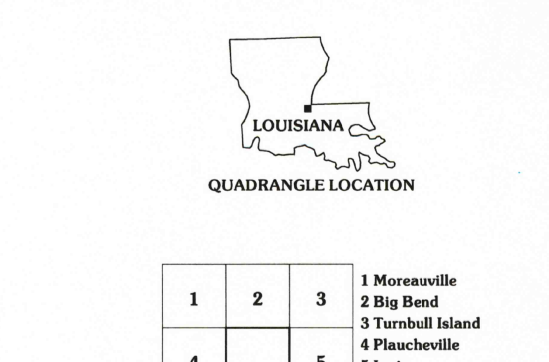 LOUISIANA
QUADRANGLE LOCATION
1 2 3
1 Moreauville
2 Big Bend
3 Turnbull Island
4 Plaucheville
4 5